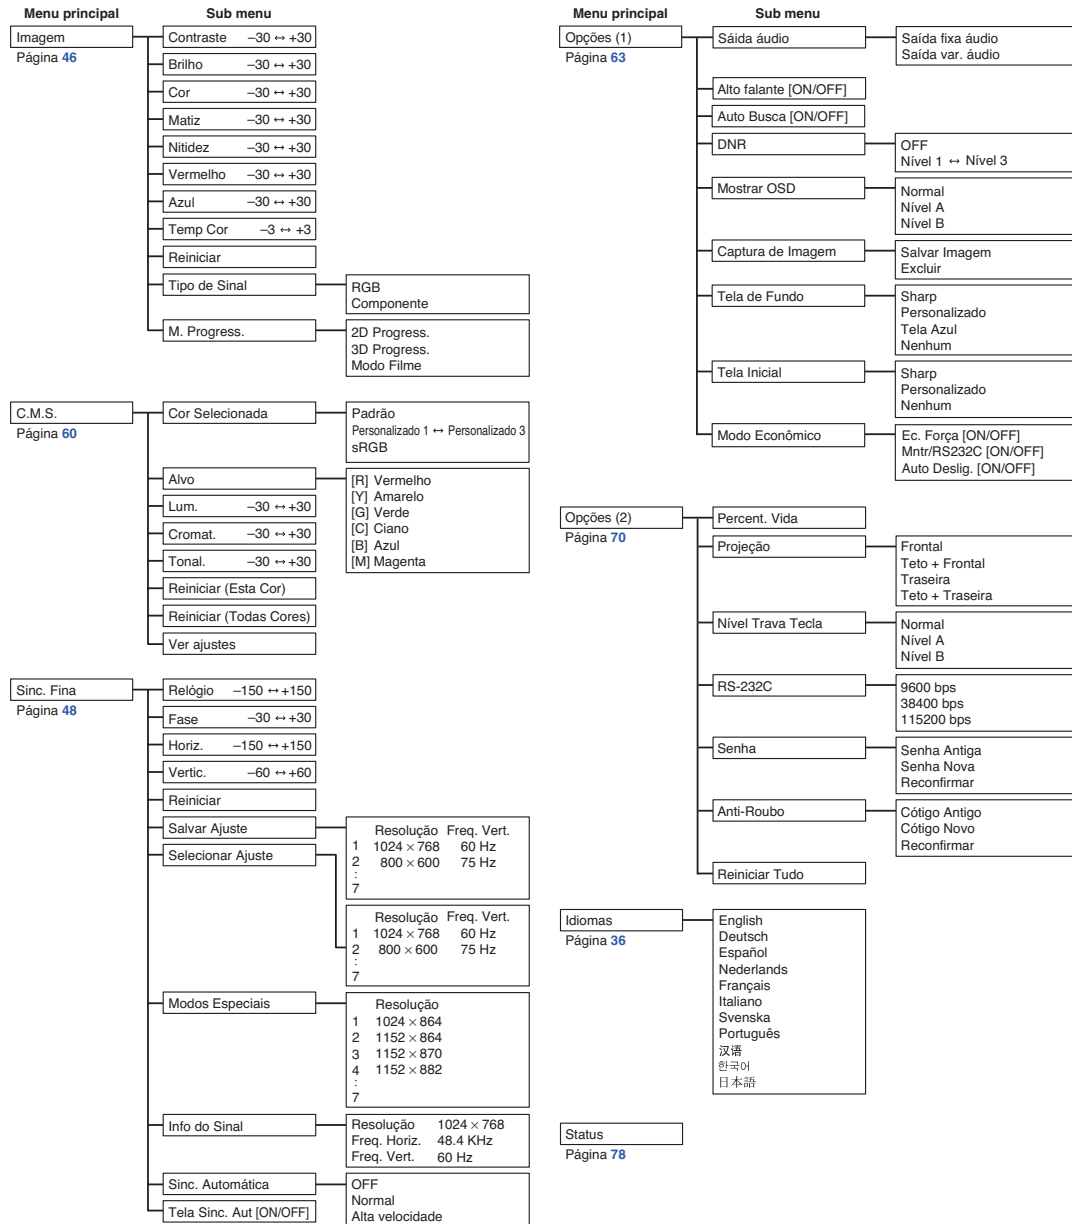 Menu principal Sub menu
Imagem
Página 46
Contraste –30 ↔ +30
Brilho –30 ↔ +30
Cor –30 ↔ +30
Matiz –30 ↔ +30
Nitidez –30 ↔ +30
Vermelho –30 ↔ +30
Azul –30 ↔ +30
Temp Cor –3 ↔ +3
Reiniciar
Tipo de Sinal
RGB
Componente
M. Progress.
2D Progress.
3D Progress.
Modo Filme
C.M.S.
Página 60
Cor Selecionada
Padrão
Personalizado 1 ↔ Personalizado 3
sRGB
Alvo
[R] Vermelho
[Y] Amarelo
[G] Verde
[C] Ciano
[B] Azul
[M] Magenta
Lum. –30 ↔ +30
Cromat. –30 ↔ +30
Tonal. –30 ↔ +30
Reiniciar (Esta Cor)
Reiniciar (Todas Cores)
Ver ajustes
Sinc. Fina
Página 48
Relógio –150 ↔ +150
Fase –30 ↔ +30
Horiz. –150 ↔ +150
Vertic. –60 ↔ +60
Reiniciar
Salvar Ajuste
Resolução Freq. Vert.
1 1024 × 768 60 Hz
2 800 × 600 75 Hz
:
7
Selecionar Ajuste
Resolução Freq. Vert.
1 1024 × 768 60 Hz
2 800 × 600 75 Hz
:
7
Modos Especiais
Resolução
1 1024 × 864
2 1152 × 864
3 1152 × 870
4 1152 × 882
:
7
Info do Sinal
Resolução 1024 × 768
Freq. Horiz. 48.4 KHz
Freq. Vert. 60 Hz
Sinc. Automática
OFF
Normal
Alta velocidade
Tela Sinc. Aut [ON/OFF]
Menu principal Sub menu
Opções (1)
Página 63
Sáida áudio
Saída fixa áudio
Saída var. áudio
Alto falante [ON/OFF]
Auto Busca [ON/OFF]
DNR
OFF
Nível 1 ↔ Nível 3
Mostrar OSD
Normal
Nível A
Nível B
Captura de Imagem
Salvar Imagem
Excluir
Tela de Fundo
Sharp
Personalizado
Tela Azul
Nenhum
Tela Inicial
Sharp
Personalizado
Nenhum
Modo Econômico
Ec. Força [ON/OFF]
Mntr/RS232C [ON/OFF]
Auto Deslig. [ON/OFF]
Opções (2)
Página 70
Percent. Vida
Projeção
Frontal
Teto + Frontal
Traseira
Teto + Traseira
Nível Trava Tecla
Normal
Nível A
Nível B
RS-232C
9600 bps
38400 bps
115200 bps
Senha
Senha Antiga
Senha Nova
Reconfirmar
Anti-Roubo
Cótigo Antigo
Cótigo Novo
Reconfirmar
Reiniciar Tudo
Idiomas
Página 36
English
Deutsch
Español
Nederlands
Français
Italiano
Svenska
Português
汉语
한국어
日本語
Status
Página 78